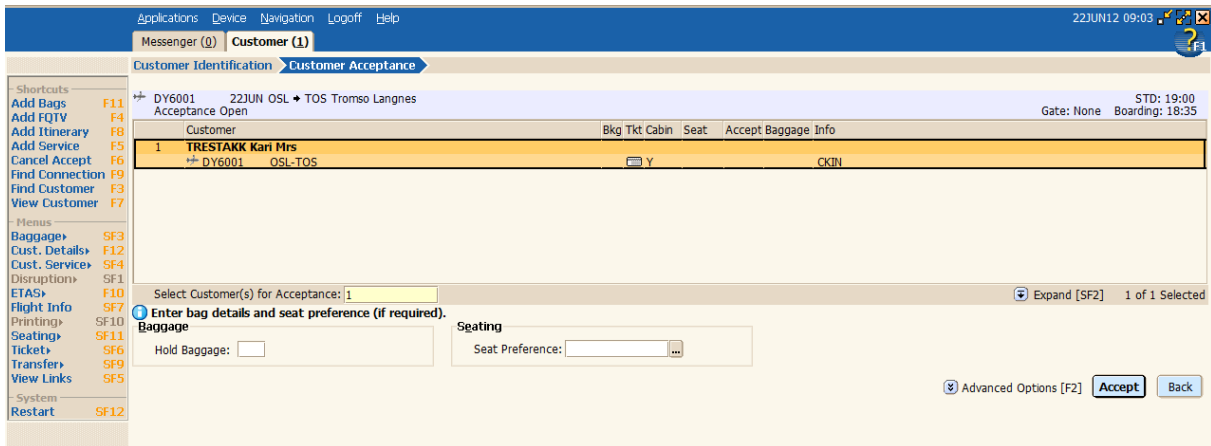 Applications Device Navigation Logoff Help
22JUN12 09:03
Messenger (0) Customer (1)
? F1
Customer Identification Customer Acceptance
Shortcuts
Add Bags F11
Add FQTV F4
Add Itinerary F8
Add Service F5
Cancel Accept F6
Find Connection F9
Find Customer F3
View Customer F7
Menus
Baggage SF3
Cust. Details F12
Cust. Service SF4
Disruption SF1
ETAS F10
Flight Info SF7
Printing SF10
Seating SF11
Ticket SF6
Transfer SF9
View Links SF5
System
Restart SF12
DY6001 22JUN OSL → TOS Tromso Langnes STD: 19:00
Acceptance Open Gate: None Boarding: 18:35
Customer Bkg Tkt Cabin Seat Accept Baggage Info
1 TRESTAKK Kari Mrs
DY6001 OSL-TOS Y CKIN
Select Customer(s) for Acceptance: 1 Expand [SF2] 1 of 1 Selected
Enter bag details and seat preference (if required).
Baggage Seating
Hold Baggage: Seat Preference: ...
Advanced Options [F2] Accept Back